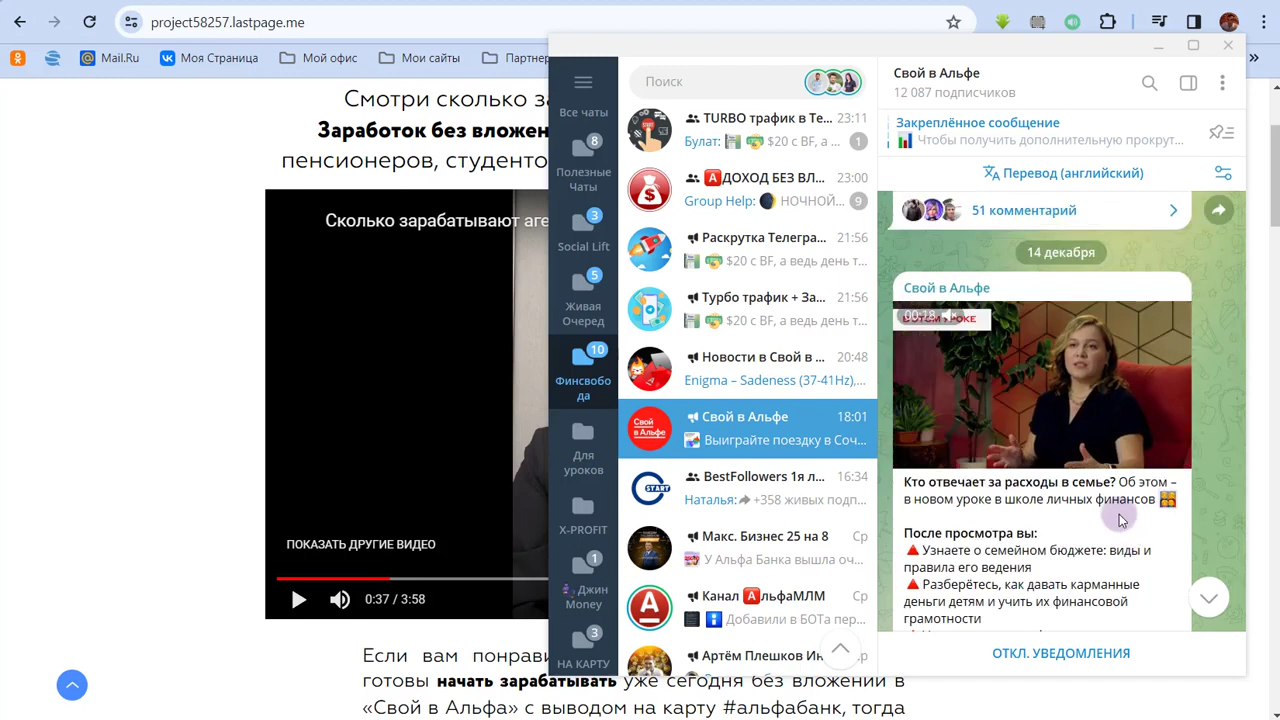 project58257.lastpage.me
Mail.Ru
Моя Страница
Мой офис
Мои сайты
Партнер
Смотри сколько за
Заработок без вложен
пенсионеров, студенто
Сколько зарабатывают аге
ПОКАЗАТЬ ДРУГИЕ ВИДЕО
0:37 / 3:58
Если вам понрави
готовы начать зарабатывать уже сегодня без вложений в
«Свой в Альфа» с выводом на карту #альфабанк, тогда
Все чаты
8
Полезные
Чаты
3
Social Lift
5
Живая
Очеред
10
Финсвобо
да
Для
уроков
X-PROFIT
1
Джин
Money
3
НА КАРТУ
Поиск
TURBO трафик в Те... 23:11
Булат: $20 с BF, а ... 1
ДОХОД БЕЗ ВЛ... 23:00
Group Help: НОЧНОЙ... 9
Раскрутка Телегра... 21:56
$20 с BF, а ведь день т...
Турбо трафик + За... 21:56
$20 с BF, а ведь день т...
Новости в Свой в ... 20:48
Enigma – Sadeness (37-41Hz),...
Свой в Альфе 18:01
Выиграйте поездку в Соч...
BestFollowers 1я л... 16:34
Наталья: +358 живых подп...
Макс. Бизнес 25 на 8 Ср
У Альфа Банка вышла оч...
Канал АльфаМЛМ Ср
Добавили в БОТа пер...
Артём Плешков Ин... Ср
Свой в Альфе
12 087 подписчиков
Закреплённое сообщение
Чтобы получить дополнительную прокрут...
Перевод (английский)
51 комментарий
14 декабря
Свой в Альфе
00:18
Кто отвечает за расходы в семье? Об этом –
в новом уроке в школе личных финансов
После просмотра вы:
Узнаете о семейном бюджете: виды и
правила его ведения
Разберётесь, как давать карманные
деньги детям и учить их финансовой
грамотности
ОТКЛ. УВЕДОМЛЕНИЯ